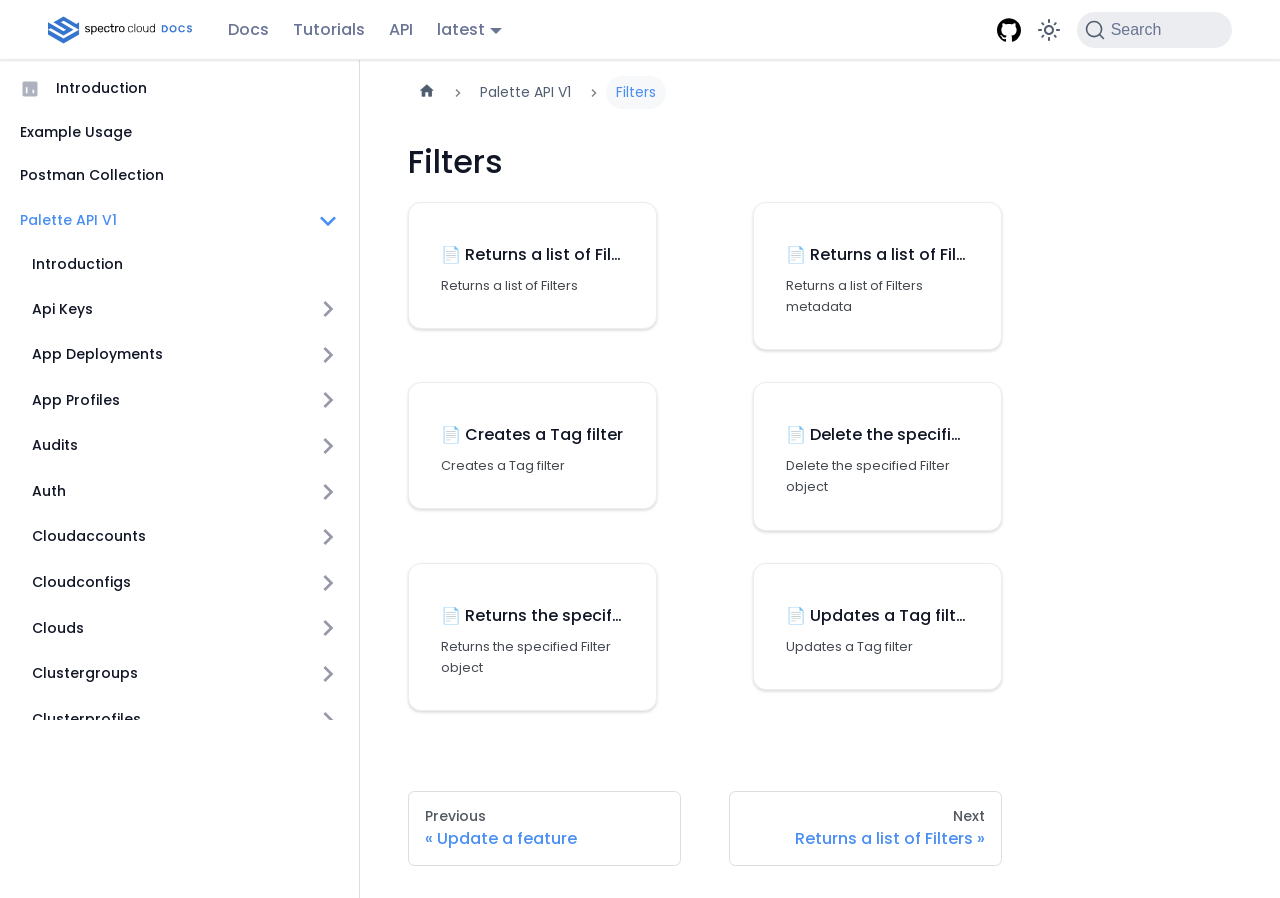 spectro cloud DOCS
Docs
Tutorials
API
latest
Search
Introduction
Example Usage
Postman Collection
Palette API V1
Introduction
Api Keys
App Deployments
App Profiles
Audits
Auth
Cloudaccounts
Cloudconfigs
Clouds
Clustergroups
Clusterprofiles
Palette API V1
Filters
Filters
Returns a list of Fil...
Returns a list of Filters
Returns a list of Fil...
Returns a list of Filters
metadata
Creates a Tag filter
Creates a Tag filter
Delete the specifi...
Delete the specified Filter
object
Returns the specif...
Returns the specified Filter
object
Updates a Tag filt...
Updates a Tag filter
Previous
« Update a feature
Next
Returns a list of Filters »